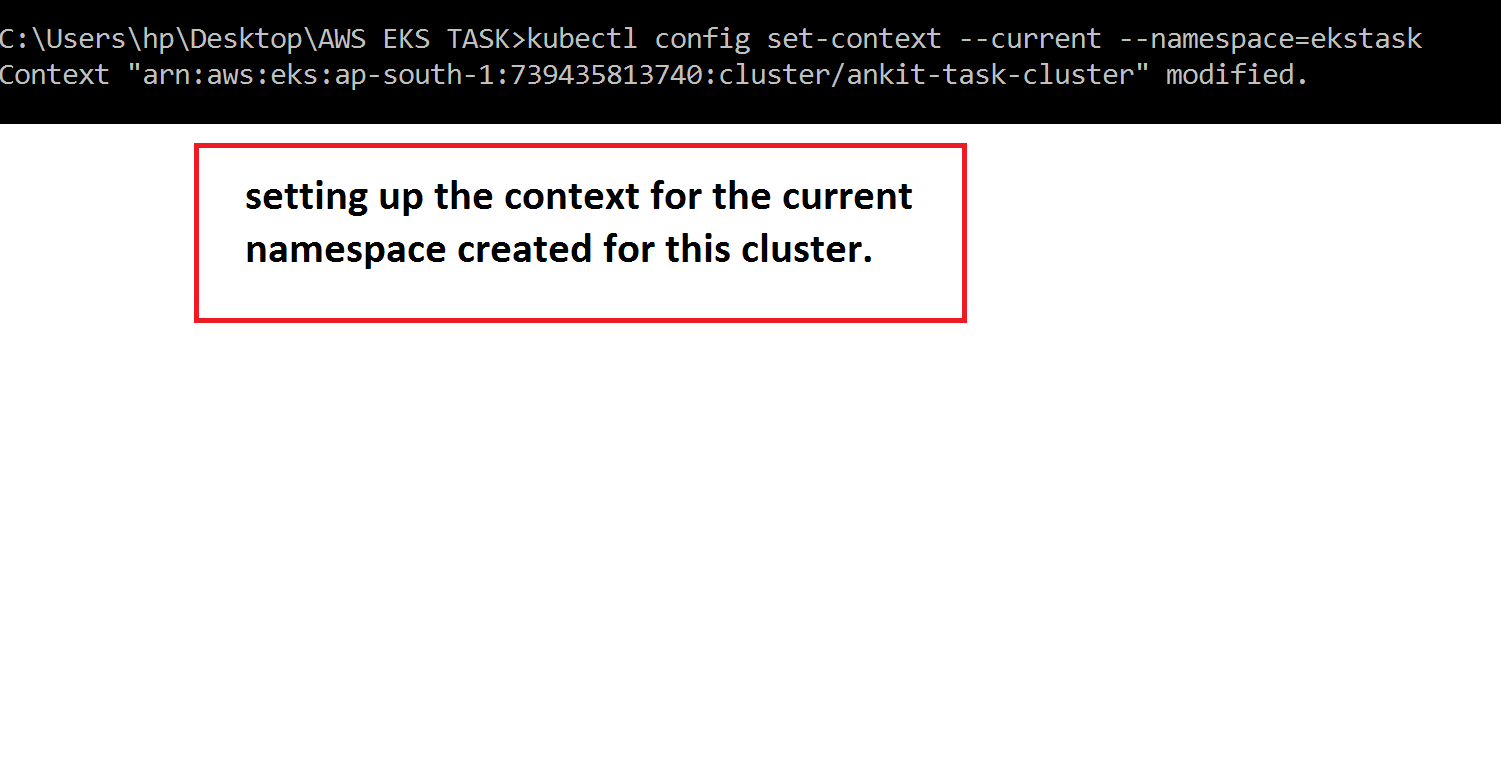 C:\Users\hp\Desktop\AWS EKS TASK>kubectl config set-context --current --namespace=ekstask
Context "arn:aws:eks:ap-south-1:739435813740:cluster/ankit-task-cluster" modified.
setting up the context for the current
namespace created for this cluster.